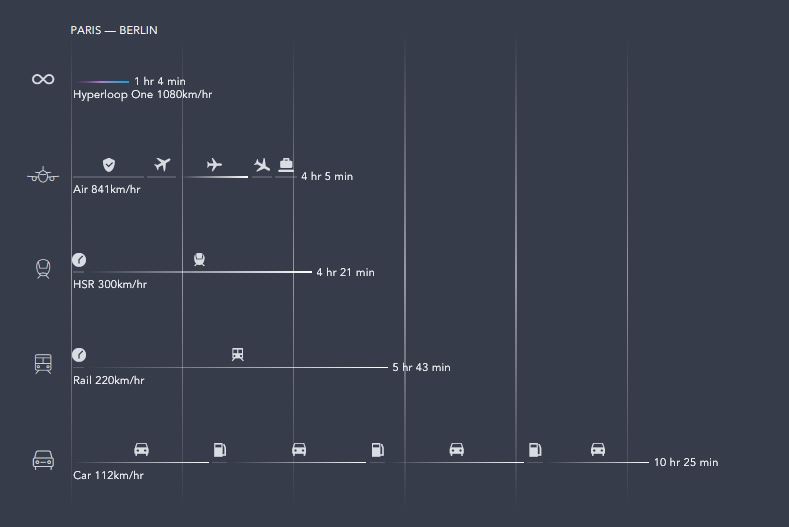 PARIS — BERLIN
1 hr 4 min
Hyperloop One 1080km/hr
4 hr 5 min
Air 841km/hr
4 hr 21 min
HSR 300km/hr
5 hr 43 min
Rail 220km/hr
10 hr 25 min
Car 112km/hr